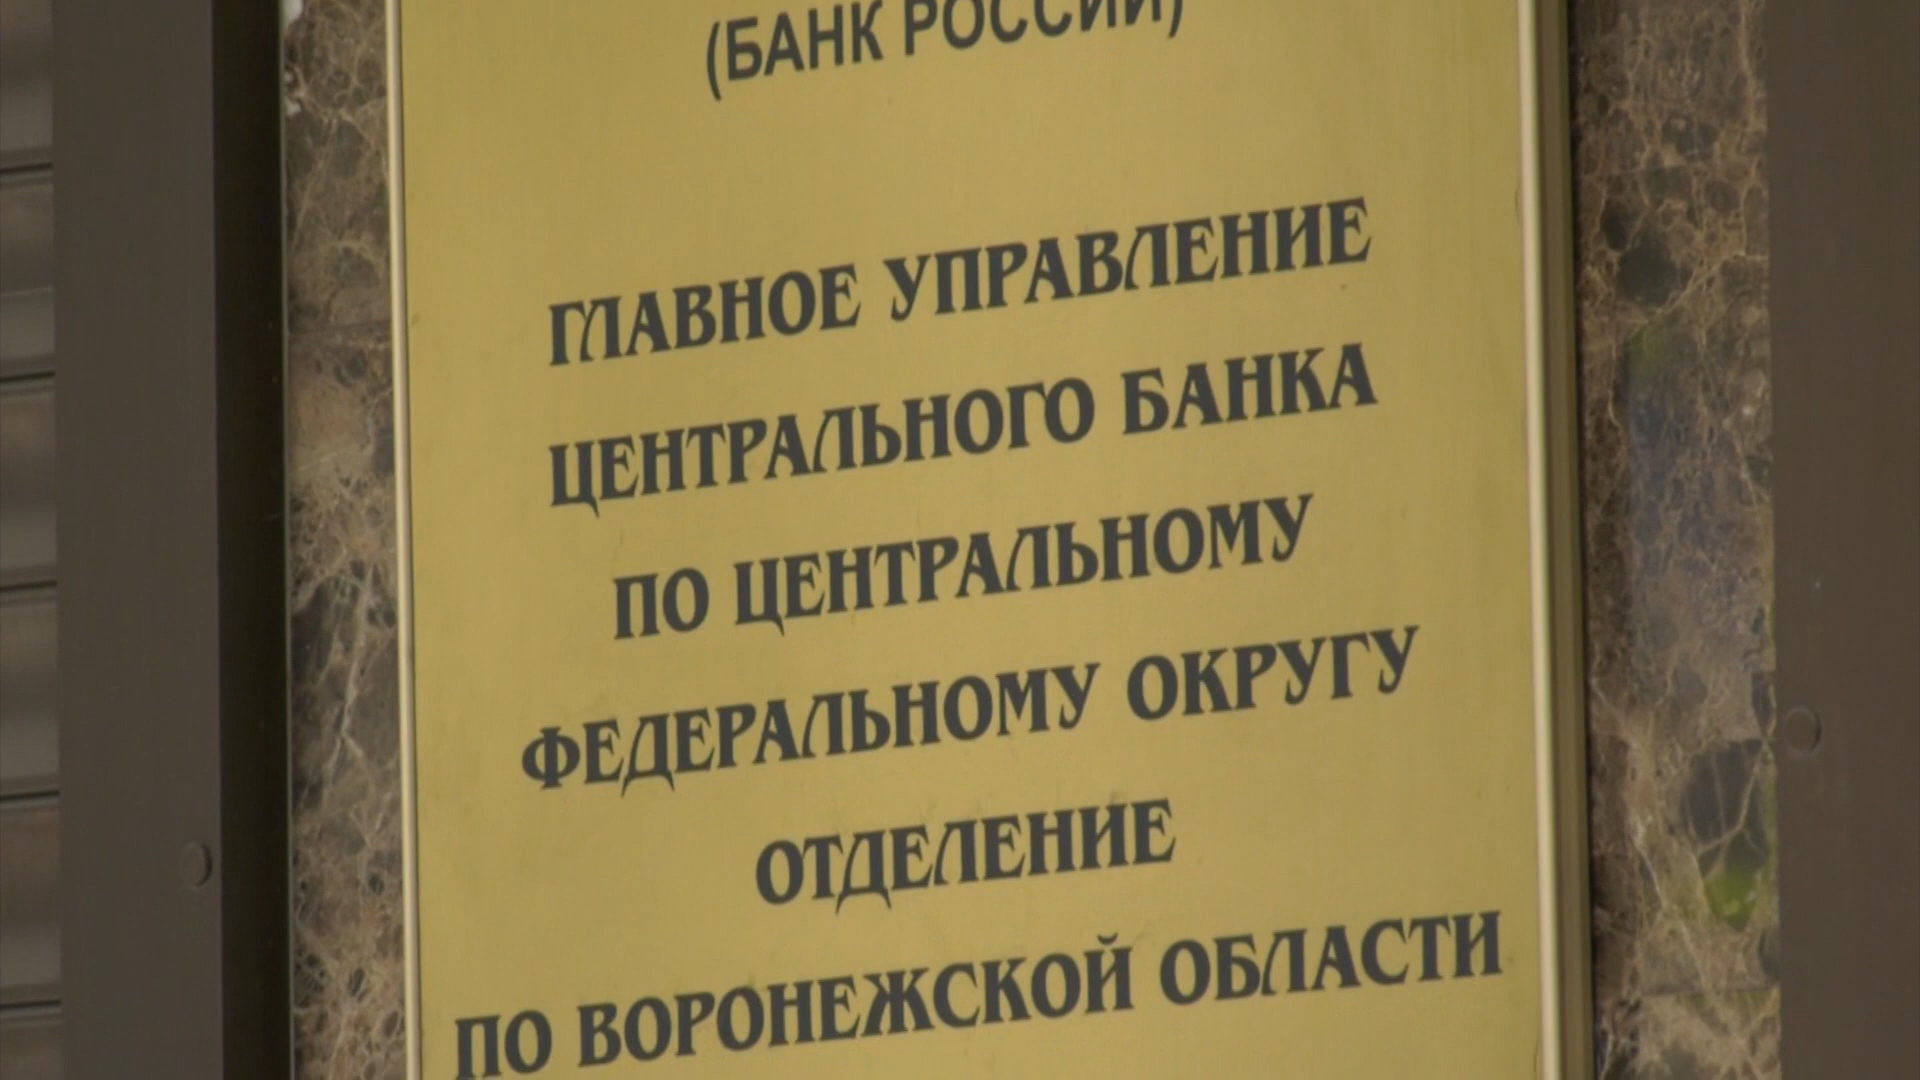 (БАНК РОССИИ)
ГЛАВНОЕ УПРАВЛЕНИЕ
ЦЕНТРАЛЬНОГО БАНКА
ПО ЦЕНТРАЛЬНОМУ
ФЕДЕРАЛЬНОМУ ОКРУГУ
ОТДЕЛЕНИЕ
ПО ВОРОНЕЖСКОЙ ОБЛАСТИ